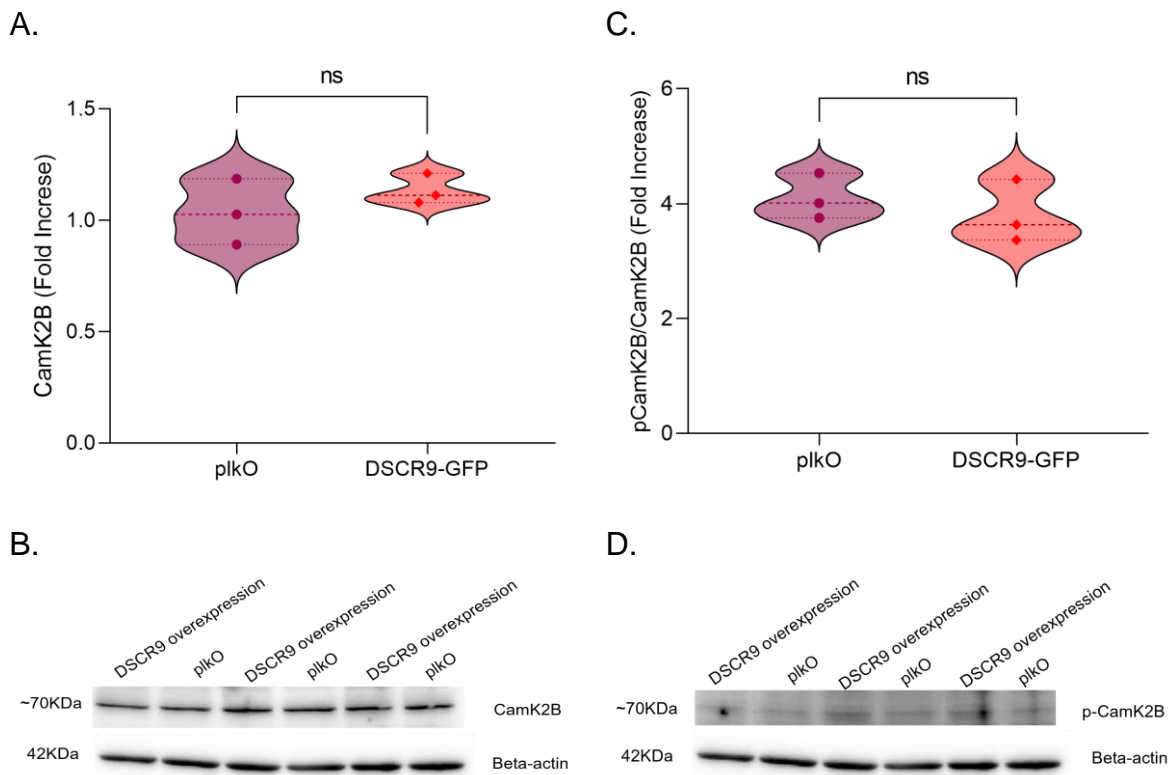 A.
ns
1.5
1.0
0.5
0.0
CamK2B (Fold Increse)
plkO
DSCR9-GFP
C.
ns
6
4
2
0
pCamK2B/CamK2B (Fold Increase)
plkO
DSCR9-GFP
B.
DSCR9 overexpression
plkO
DSCR9 overexpression
plkO
DSCR9 overexpression
plkO
~70KDa
CamK2B
42KDa
Beta-actin
D.
DSCR9 overexpression
plkO
DSCR9 overexpression
plkO
DSCR9 overexpression
plkO
~70KDa
p-CamK2B
42KDa
Beta-actin